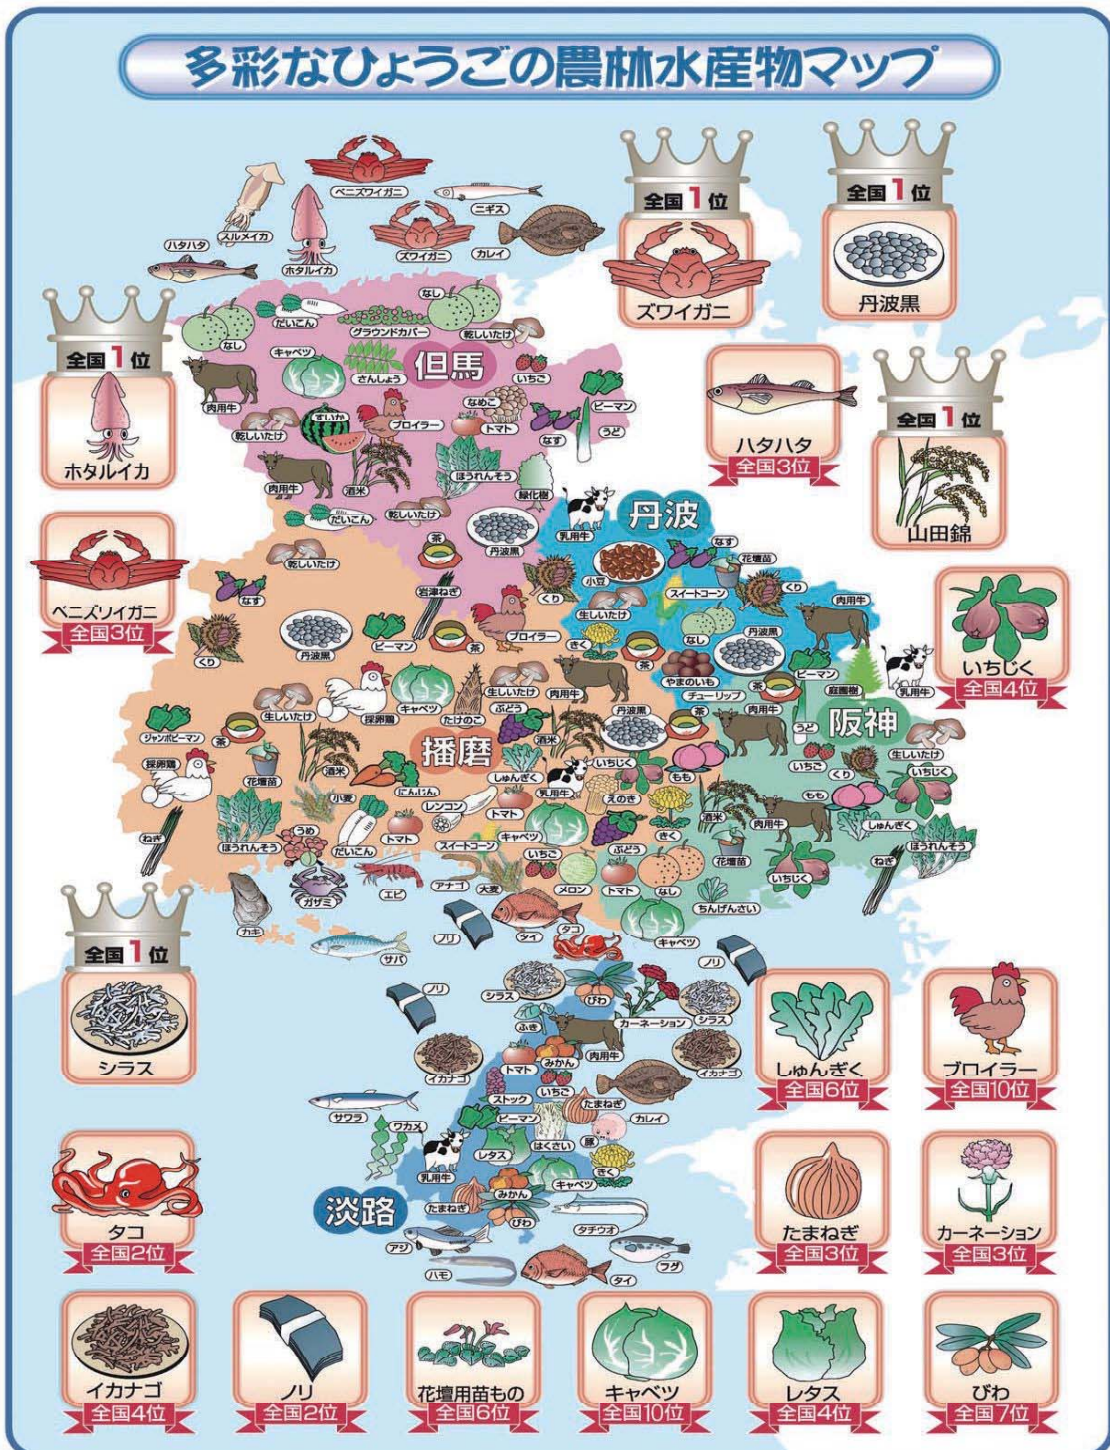 多彩なひょうごの農林水産物マップ
ベニズワイガニ
ニギス
スルメイカ
ハタハタ
ホタルイカ
ズワイガニ
カレイ
全国1位
ズワイガニ
全国1位
丹波黒
全国1位
ホタルイカ
ハタハタ
全国3位
全国1位
山田錦
ベニズワイガニ
全国3位
いちじく
全国4位
なし
だいこん
グラウンドカバー
なし
乾しいたけ
キャベツ
さんしょう
但馬
いちご
肉用牛
なめこ
ピーマン
乾しいたけ
すいか
ブロイラー
トマト
なす
うど
肉用牛
酒米
ほうれんそう
緑化樹
だいこん
乾しいたけ
丹波黒
茶
岩津ねぎ
丹波
乳用牛
小豆
なす
花壇苗
スイートコーン
くり
くり
生しいたけ
なし
肉用牛
きく
茶
丹波黒
やまのいも
チューリップ
ピーマン
茶
庭園樹
乳用牛
乾しいたけ
なす
くり
丹波黒
ピーマン
茶
ブロイラー
生しいたけ
採卵鶏
キャベツ
たけのこ
生しいたけ
肉用牛
ぶどう
丹波黒
茶
肉用牛
うど
阪神
生しいたけ
ジャンボピーマン
茶
酒米
播磨
酒米
いちご
くり
いちじく
採卵鶏
花壇苗
にんじん
しゅんぎく
乳用牛
いちじく
もも
もも
小麦
レンコン
トマト
えのき
きく
酒米
肉用牛
しゅんぎく
ねぎ
ほうれんそう
うめ
だいこん
トマト
スイートコーン
キャベツ
ぶどう
花壇苗
ねぎ
ほうれんそう
いちご
メロン
トマト
なし
いちじく
ちんげんさい
カキ
ガザミ
エビ
アナゴ
大麦
キャベツ
サバ
ノリ
タイ
タコ
ノリ
全国1位
シラス
ノリ
シラス
びわ
カーネーション
シラス
ふき
肉用牛
イカナゴ
トマト
みかん
イカナゴ
いちご
ストック
サワラ
たまねぎ
カレイ
ワカメ
ピーマン
はくさい
豚
レタス
きく
乳用牛
キャベツ
みかん
たまねぎ
びわ
淡路
タチウオ
アジ
フグ
ハモ
タイ
しゅんぎく
全国6位
ブロイラー
全国10位
タコ
全国2位
たまねぎ
全国3位
カーネーション
全国3位
イカナゴ
全国4位
ノリ
全国2位
花壇用苗もの
全国6位
キャベツ
全国10位
レタス
全国4位
びわ
全国7位